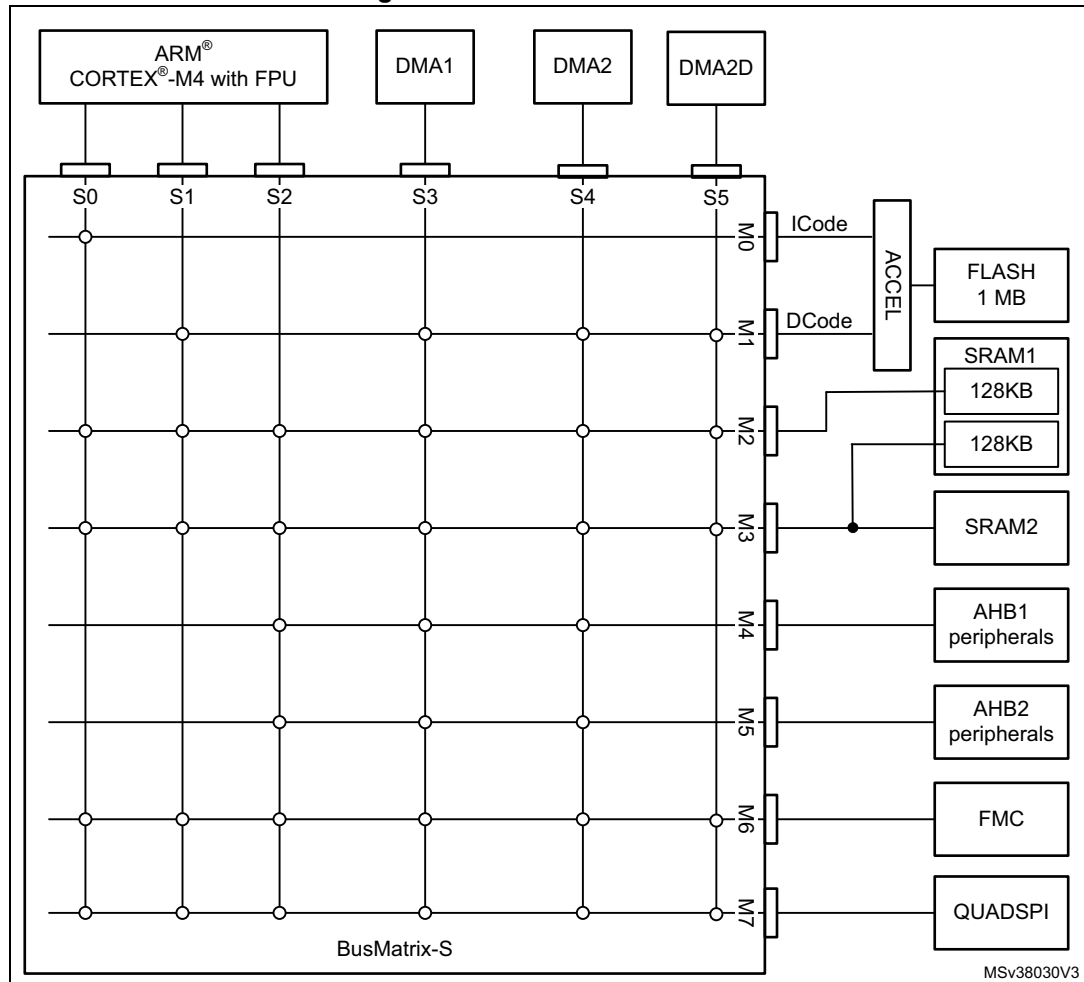 ARM®
CORTEX®-M4 with FPU
DMA1
DMA2
DMA2D
S0
S1
S2
S3
S4
S5
M0
ICode
ACCEL
FLASH
1 MB
M1
DCode
SRAM1
128KB
M2
128KB
M3
SRAM2
M4
AHB1
peripherals
M5
AHB2
peripherals
M6
FMC
M7
QUADSPI
BusMatrix-S
MSv38030V3